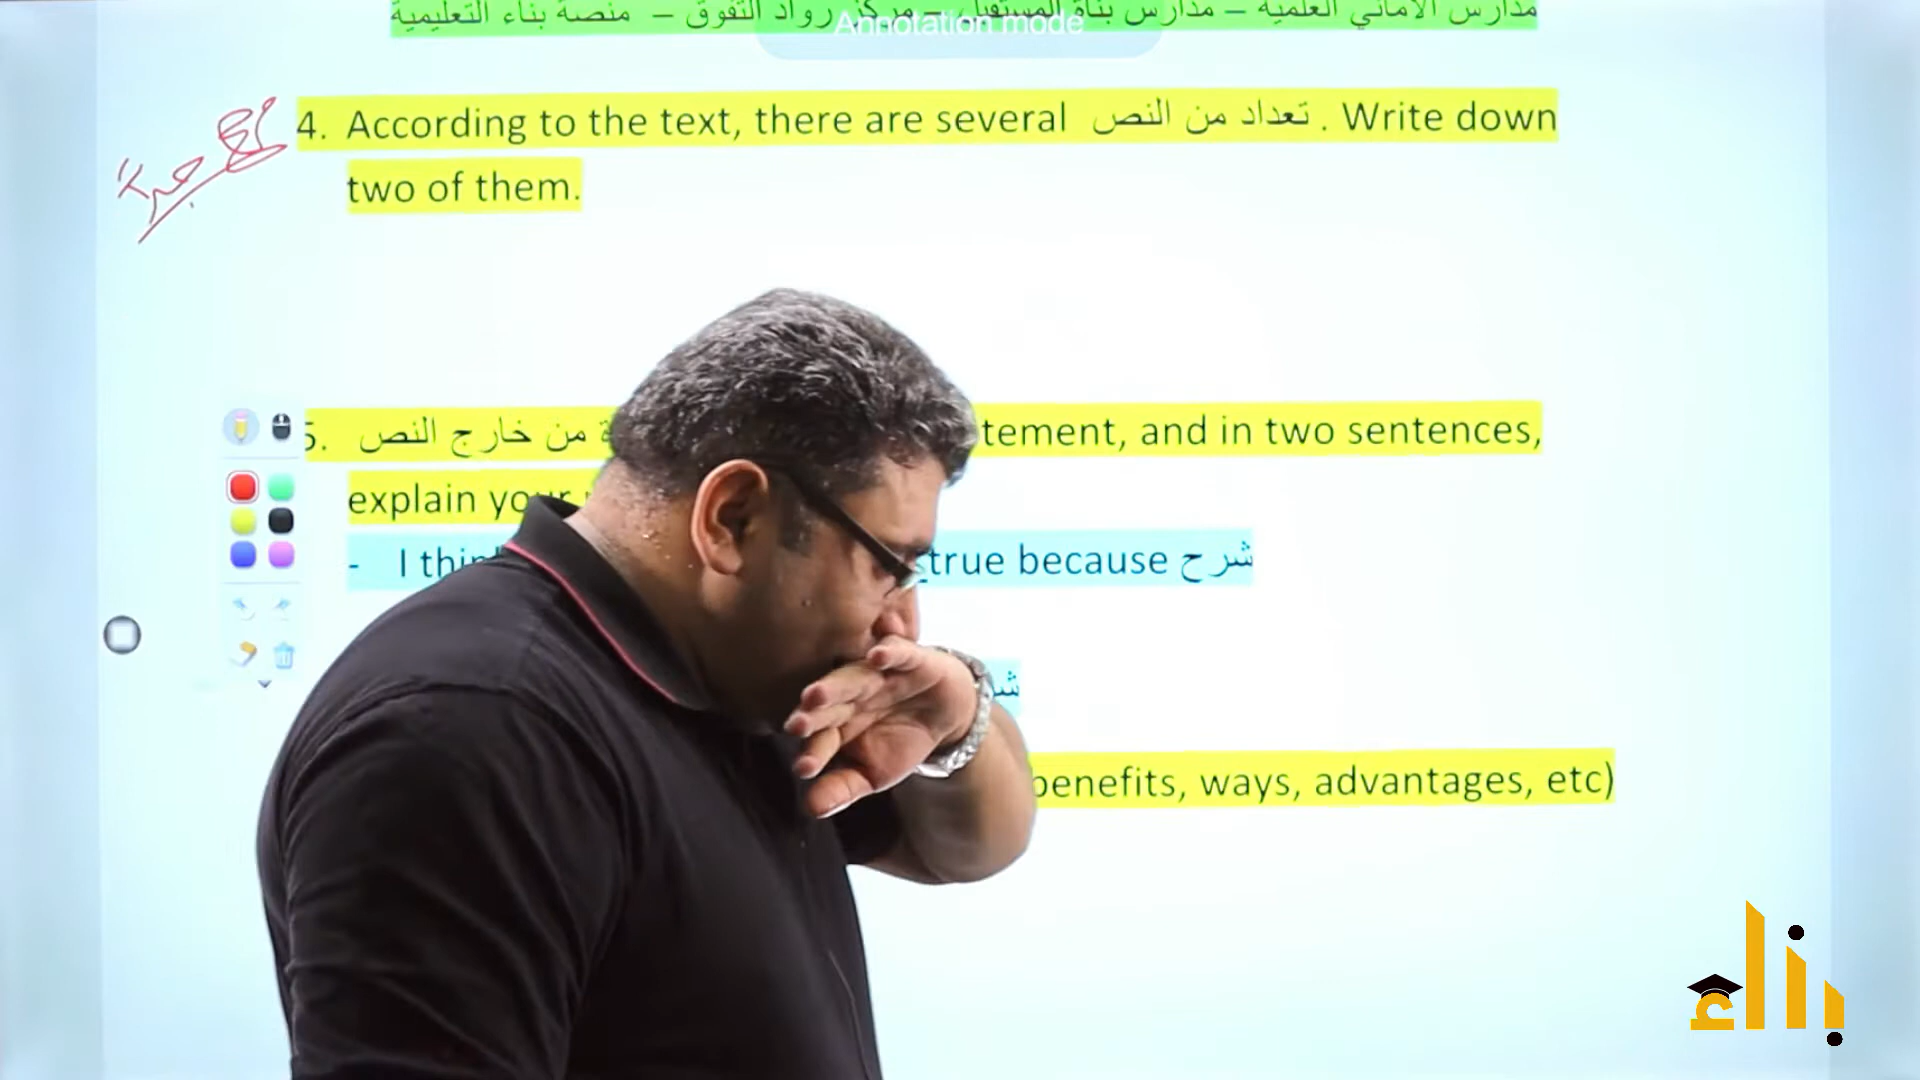 مدارس الأماني العلمية – مدارس بناة المستقبل – مركز رواد التفوق – منصة بناء التعليمية
Annotation mode
4. According to the text, there are several تعداد من النص . Write down
two of them.
5. من خارج النص tement, and in two sentences,
explain
- I true because شرح
benefits, ways, advantages, etc)
بناء